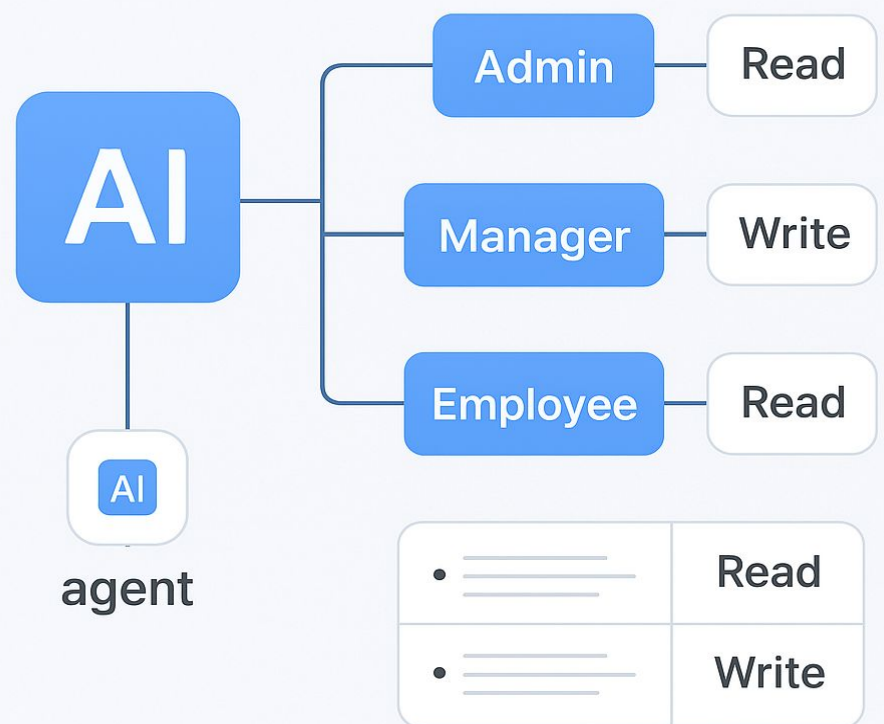 AI
Admin
Read
Manager
Write
Employee
Read
AI
agent
Read
Write